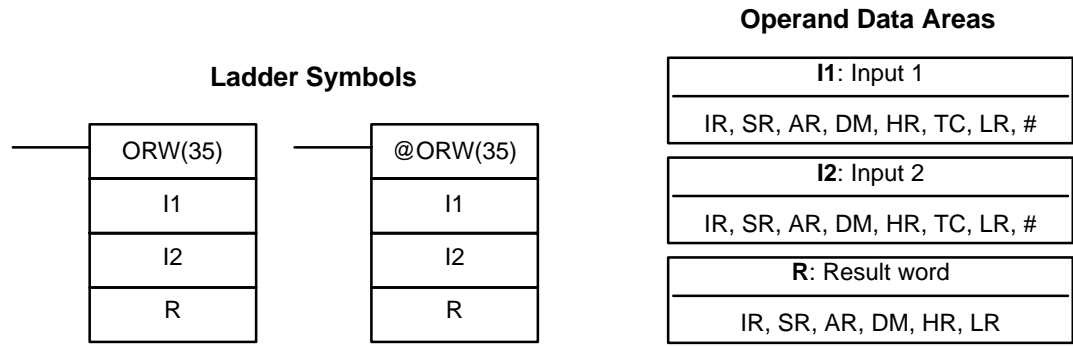 Ladder Symbols
ORW(35)
I1
I2
R
@ORW(35)
I1
I2
R
Operand Data Areas
I1: Input 1
IR, SR, AR, DM, HR, TC, LR, #
I2: Input 2
IR, SR, AR, DM, HR, TC, LR, #
R: Result word
IR, SR, AR, DM, HR, LR